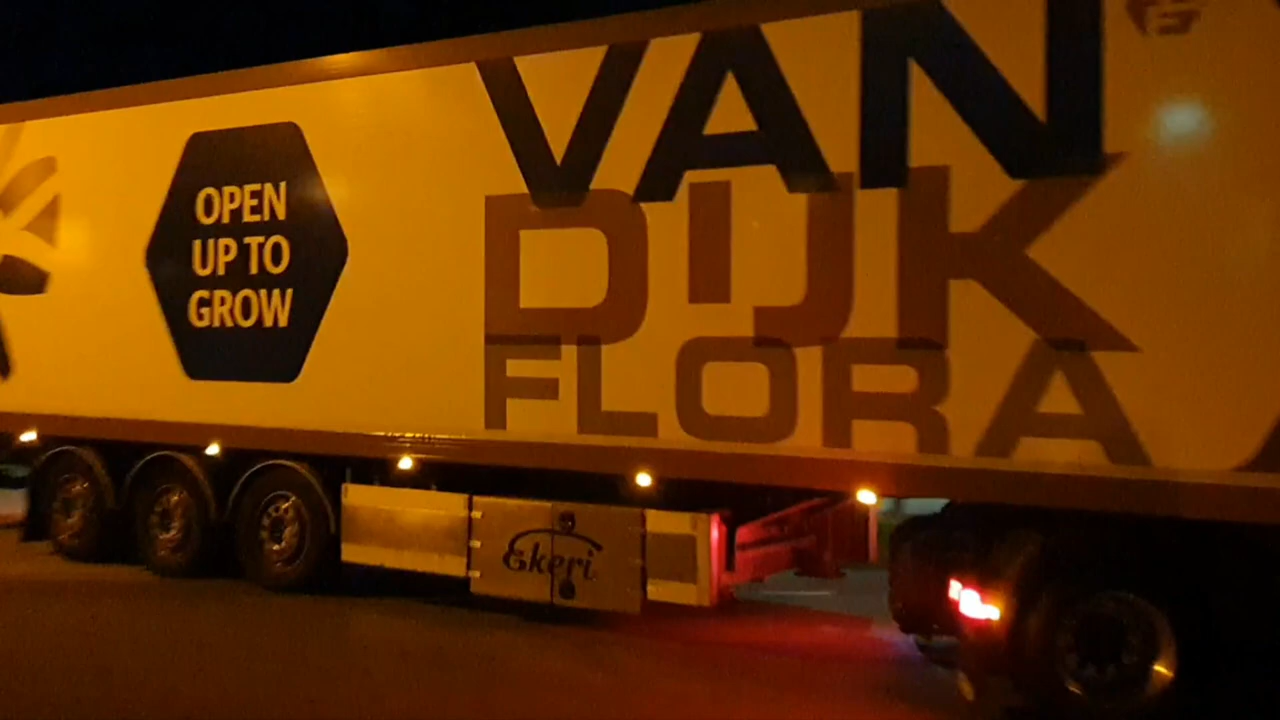 OPEN
UP TO
GROW
VAN
DIJK
FLORA
Ekeri